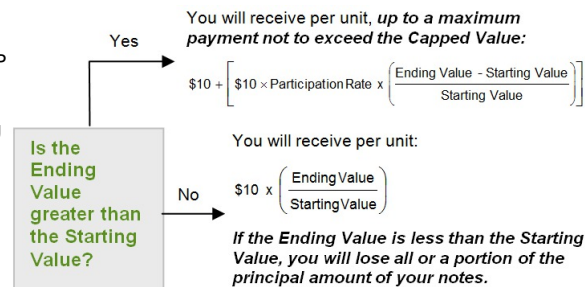 You will receive per unit, up to a maximum
payment not to exceed the Capped Value:
Yes
$10 + [ $10 × Participation Rate x ( Ending Value - Starting Value / Starting Value ) ]
Is the
Ending
Value
greater than
the Starting
Value?
You will receive per unit:
No
$10 x ( Ending Value / Starting Value )
If the Ending Value is less than the Starting
Value, you will lose all or a portion of the
principal amount of your notes.